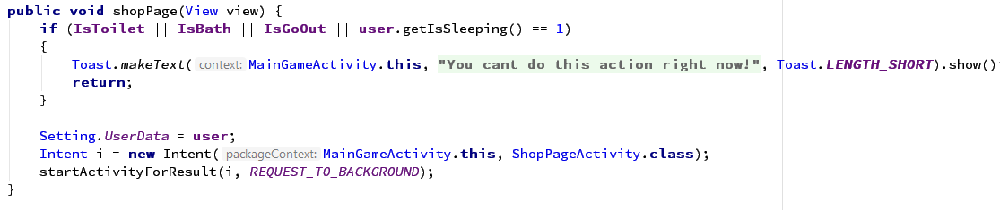 public void shopPage(View view) {
if (IsToilet || IsBath || IsGoOut || user.getIsSleeping() == 1)
{
Toast.makeText( context: MainGameActivity.this, "You cant do this action right now!", Toast.LENGTH_SHORT).show();
return;
}
Setting.UserData = user;
Intent i = new Intent( packageContext: MainGameActivity.this, ShopPageActivity.class);
startActivityForResult(i, REQUEST_TO_BACKGROUND);
}